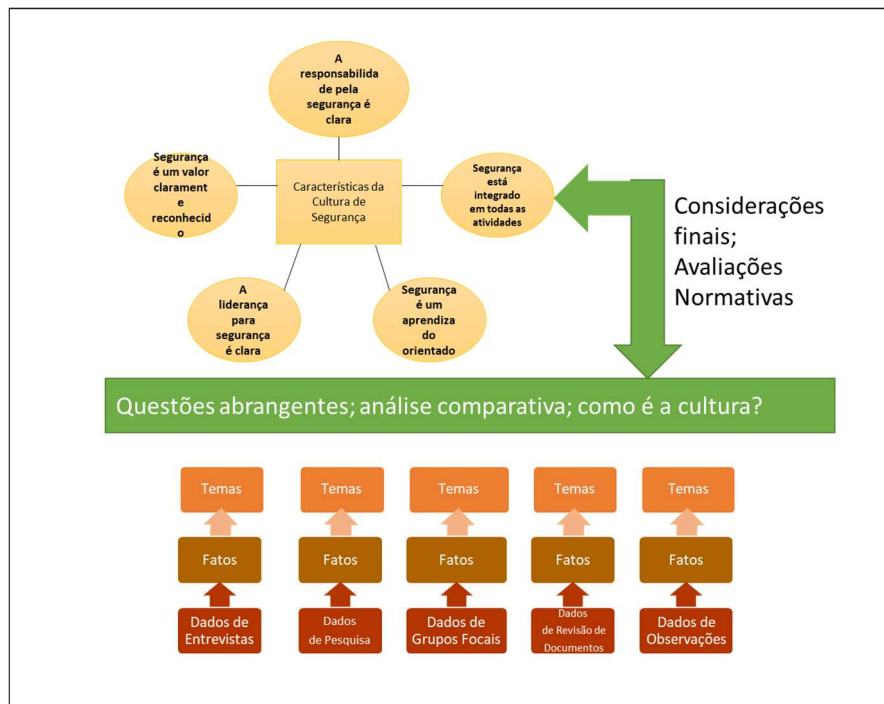 A
responsabilida
de pela
segurança é
clara
Segurança
é um valor
clarament
e
reconhecid
o
Características da
Cultura de
Segurança
Segurança
está
integrado
em todas as
atividades
A
liderança
para
segurança
é clara
Segurança
é um
aprendiza
do
orientado
Considerações
finais;
Avaliações
Normativas
Questões abrangentes; análise comparativa; como é a cultura?
Temas
Temas
Temas
Temas
Temas
Fatos
Fatos
Fatos
Fatos
Fatos
Dados de
Entrevistas
Dados
de Pesquisa
Dados de
Grupos Focais
Dados
de Revisão de
Documentos
Dados de
Observações